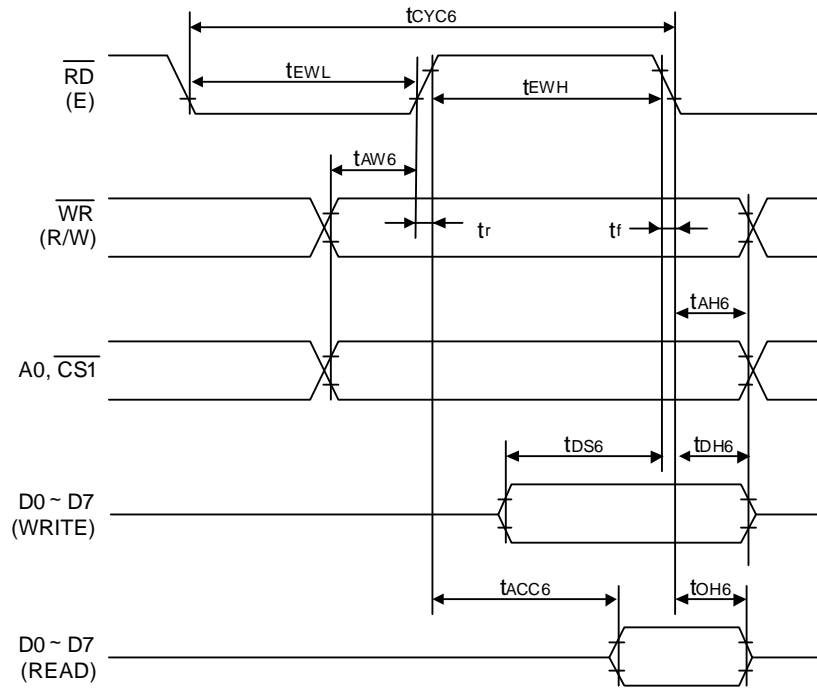 tCYC6
RD
(E)
tEWL
tEWH
tAW6
WR
(R/W)
tr
tf
tAH6
A0, CS1
tDS6
tDH6
D0 ~ D7
(WRITE)
tACC6
tOH6
D0 ~ D7
(READ)